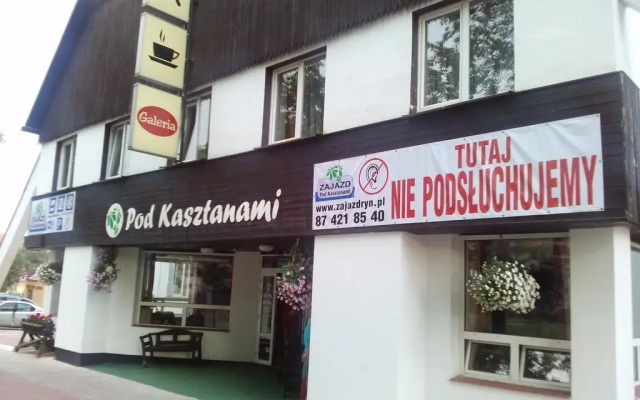 Galeria
Pod Kasztanami
ZAJAZD
Pod Kasztanami
www.zajazdryn.pl
87 421 85 40
TUTAJ
NIE PODSŁUCHUJEMY